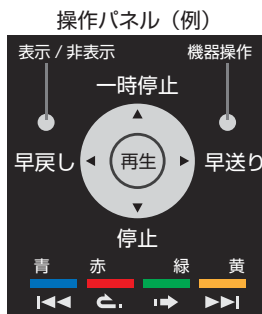 操作パネル（例）
表示 / 非表示 機器操作
一時停止
早戻し 再生 早送り
停止
青 赤 緑 黄